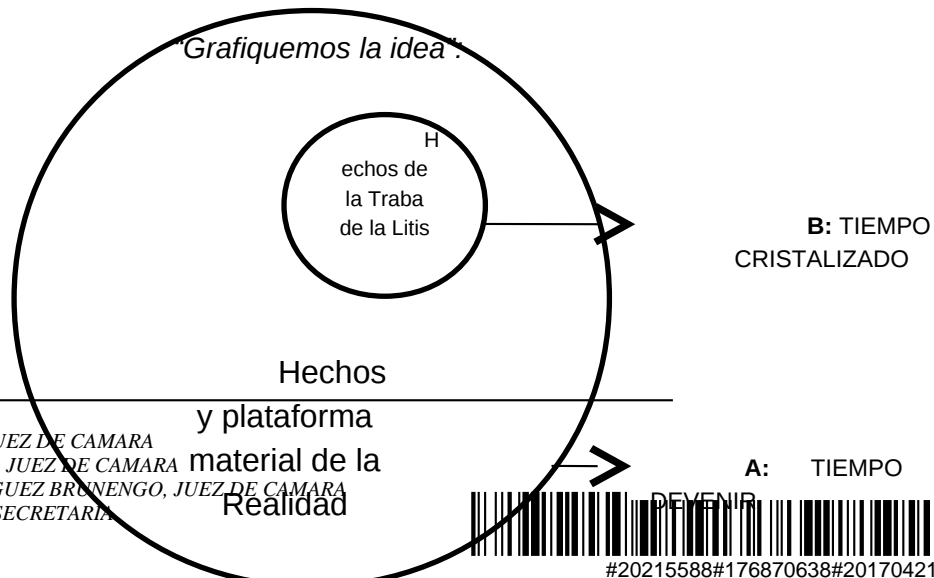 "Grafiquemos la idea":
H
echos de
la Traba
de la Litis
B: TIEMPO
CRISTALIZADO
Hechos
y plataforma
material de la
Realidad
A: TIEMPO
DEVENIR
UEZ DE CAMARA
, JUEZ DE CAMARA
GUEZ BRUNENGO, JUEZ DE CAMARA
SECRETARIA
#20215588#176870638#20170421